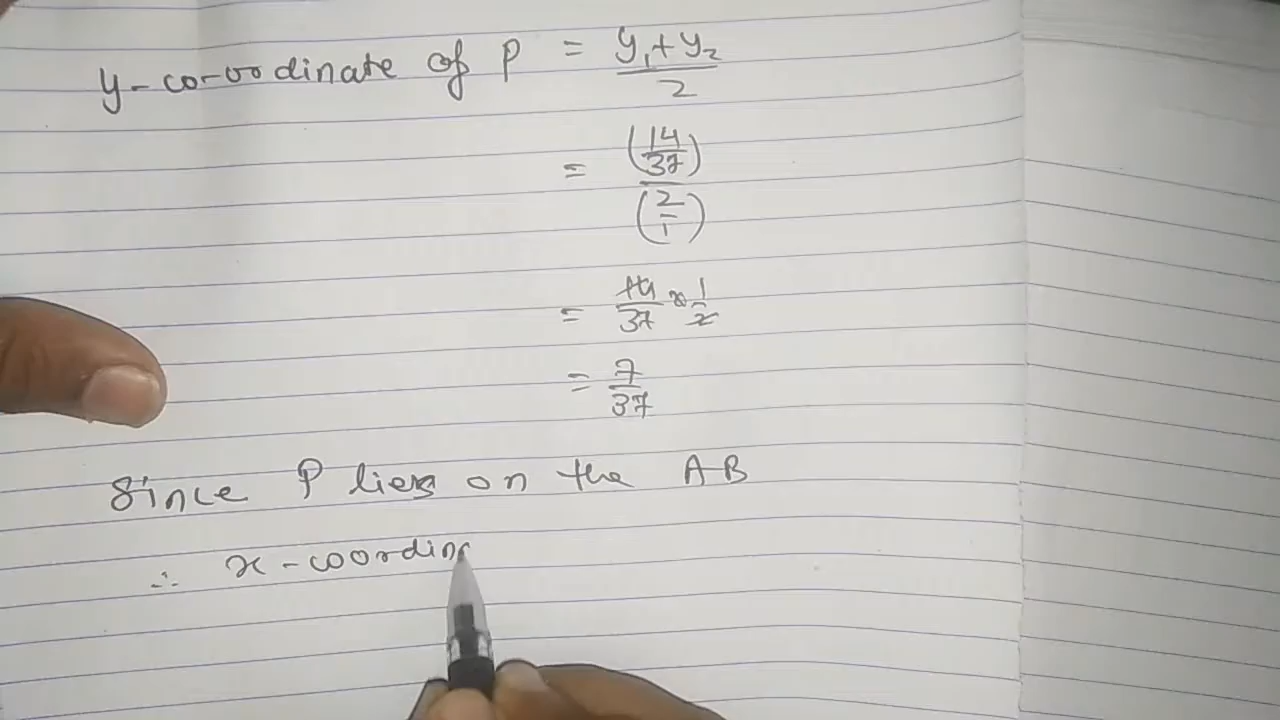 y-co-ordinate of P = y₁+y₂/2
= (14/37)/(2/1)
= 14/37 × 1/2
= 7/37
Since P lies on the AB
∴ x-coordin